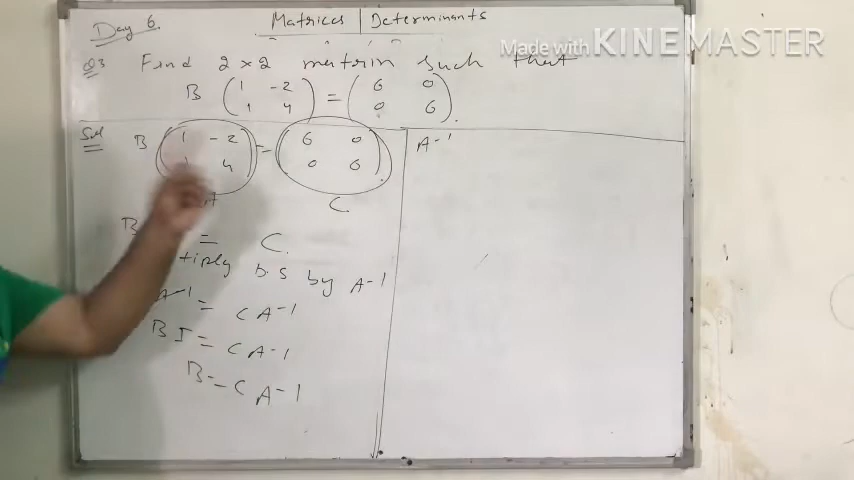 Day 6
Matrices | Determinants
Made with KINEMASTER
Q3 Find 2 × 2 matrix such that
B ( 1 -2 ) = ( 6 0 )
1 4 0 6
Sol B ( 1 -2 ) = ( 6 0 )
4 0 6
C
B = C.
tiply b.s by A-1
A-1 = CA-1
BI = CA-1
B = CA-1
A-1